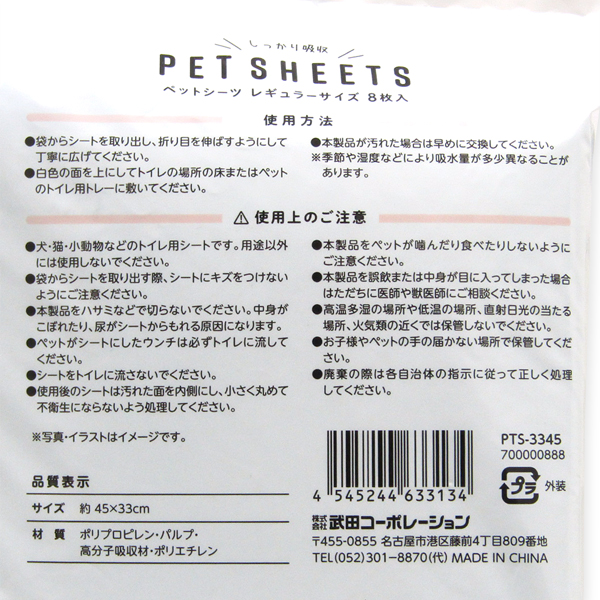 しっかり吸収
PET SHEETS
ペットシーツ レギュラーサイズ 8枚入
使用方法
●袋からシートを取り出し、折り目を伸ばすようにして
丁寧に広げてください。
●白色の面を上にしてトイレの場所の床またはペット
のトイレ用トレーに敷いてください。
●本製品が汚れた場合は早めに交換してください。
※季節や湿度などにより吸水量が多少異なることが
あります。
⚠使用上のご注意
●犬・猫・小動物などのトイレ用シートです。用途以外
には使用しないでください。
●袋からシートを取り出す際、シートにキズをつけない
ようにご注意ください。
●本製品をハサミなどで切らないでください。中身が
こぼれたり、尿がシートからもれる原因になります。
●ペットがシートにしたウンチは必ずトイレに流してく
ださい。
●シートをトイレに流さないでください。
●使用後のシートは汚れた面を内側にし、小さく丸めて
不衛生にならないよう処理してください。
●本製品をペットが噛んだり食べたりしないように
ご注意ください。
●本製品を誤飲または中身が目に入ってしまった場合
はただちに医師や獣医師にご相談ください。
●高温多湿の場所や低温の場所、直射日光の当たる
場所、火気類の近くでは保管しないでください。
●お子様やペットの手の届かない場所で保管してくだ
さい。
●廃棄の際は各自治体の指示に従って正しく処理
してください。
※写真・イラストはイメージです。
品質表示
サイズ 約 45×33cm
材 質 ポリプロピレン・パルプ・
高分子吸収材・ポリエチレン
4 545244 633134
PTS-3345
700000888
プラ 外装
株式会社 武田コーポレーション
〒455-0855 名古屋市港区藤前4丁目809番地
TEL(052)301-8870(代) MADE IN CHINA